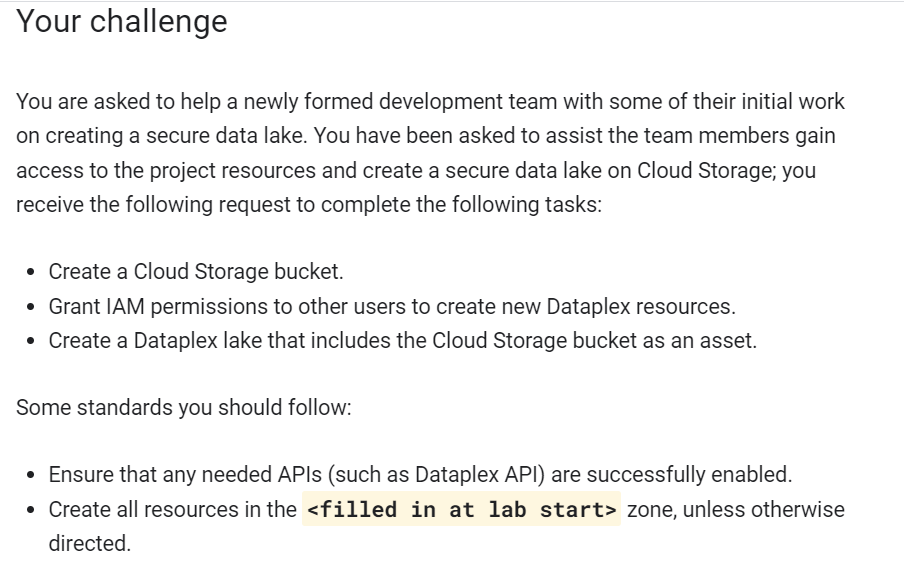 Your challenge
You are asked to help a newly formed development team with some of their initial work
on creating a secure data lake. You have been asked to assist the team members gain
access to the project resources and create a secure data lake on Cloud Storage; you
receive the following request to complete the following tasks:
• Create a Cloud Storage bucket.
• Grant IAM permissions to other users to create new Dataplex resources.
• Create a Dataplex lake that includes the Cloud Storage bucket as an asset.
Some standards you should follow:
• Ensure that any needed APIs (such as Dataplex API) are successfully enabled.
• Create all resources in the <filled in at lab start> zone, unless otherwise
directed.